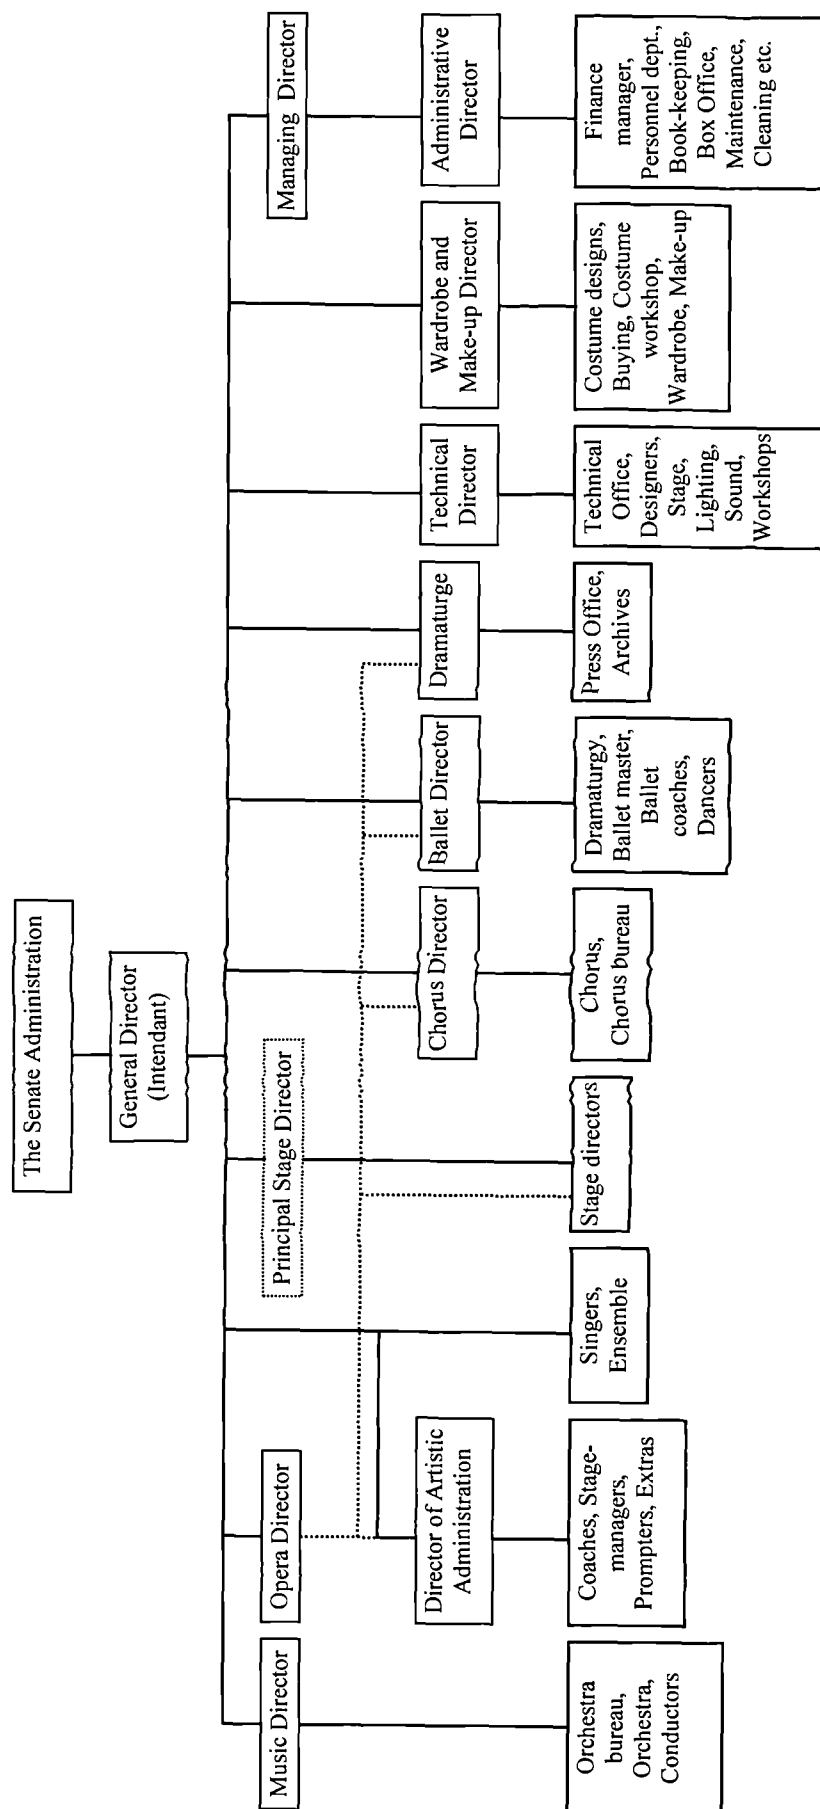 The Senate Administration
General Director
(Intendant)
Music Director
Opera Director
Principal Stage Director
Managing Director
Director of Artistic
Administration
Chorus Director
Ballet Director
Dramaturge
Technical
Director
Wardrobe and
Make-up Director
Administrative
Director
Orchestra
bureau,
Orchestra,
Conductors
Coaches, Stage-
managers,
Prompters, Extras
Singers,
Ensemble
Stage directors
Chorus,
Chorus bureau
Dramaturgy,
Ballet master,
Ballet
coaches,
Dancers
Press Office,
Archives
Technical
Office,
Designers,
Stage,
Lighting,
Sound,
Workshops
Costume designs,
Buying, Costume
workshop,
Wardrobe, Make-up
Finance
manager,
Personnel dept.,
Book-keeping,
Box Office,
Maintenance,
Cleaning etc.